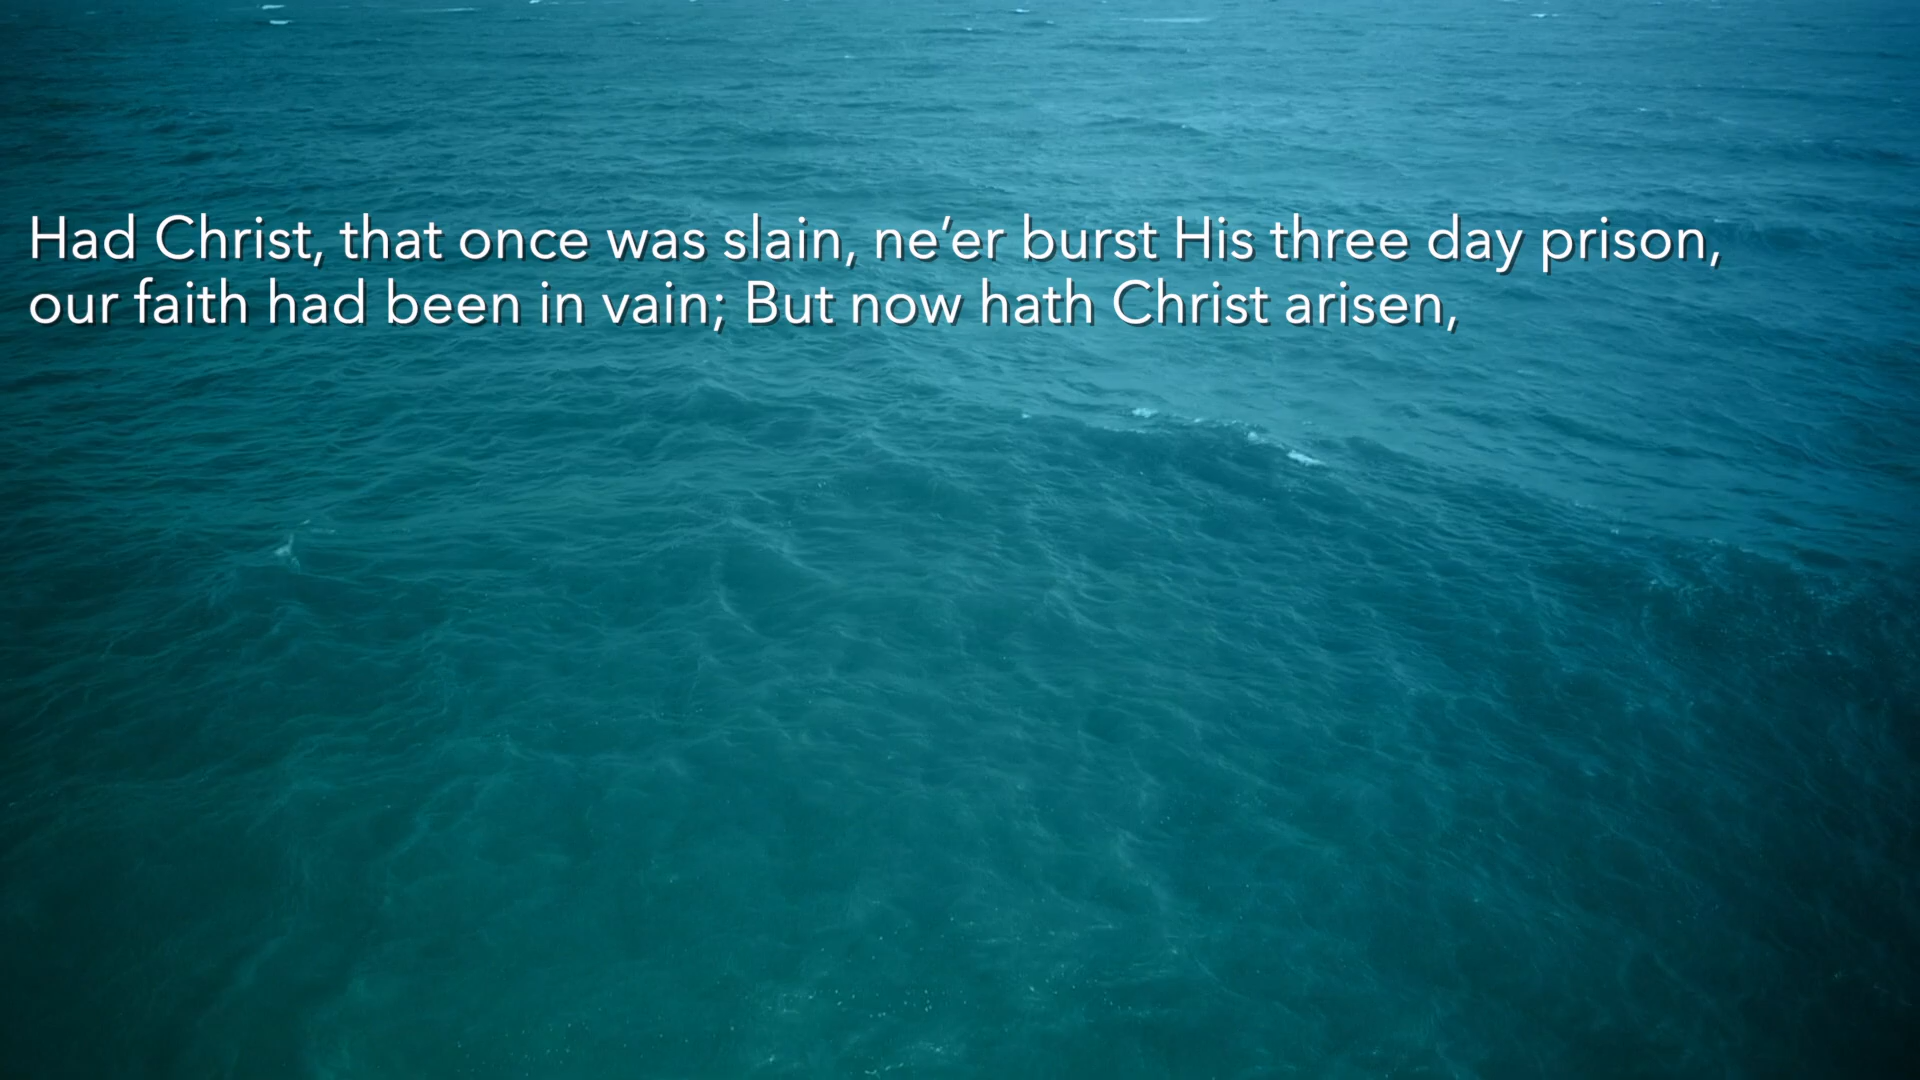 Had Christ, that once was slain, ne’er burst His three day prison,
our faith had been in vain; But now hath Christ arisen,